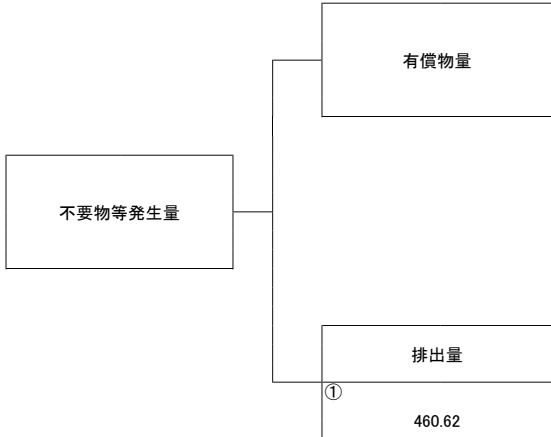 有償物量
不要物等発生量
排出量
①
460.62